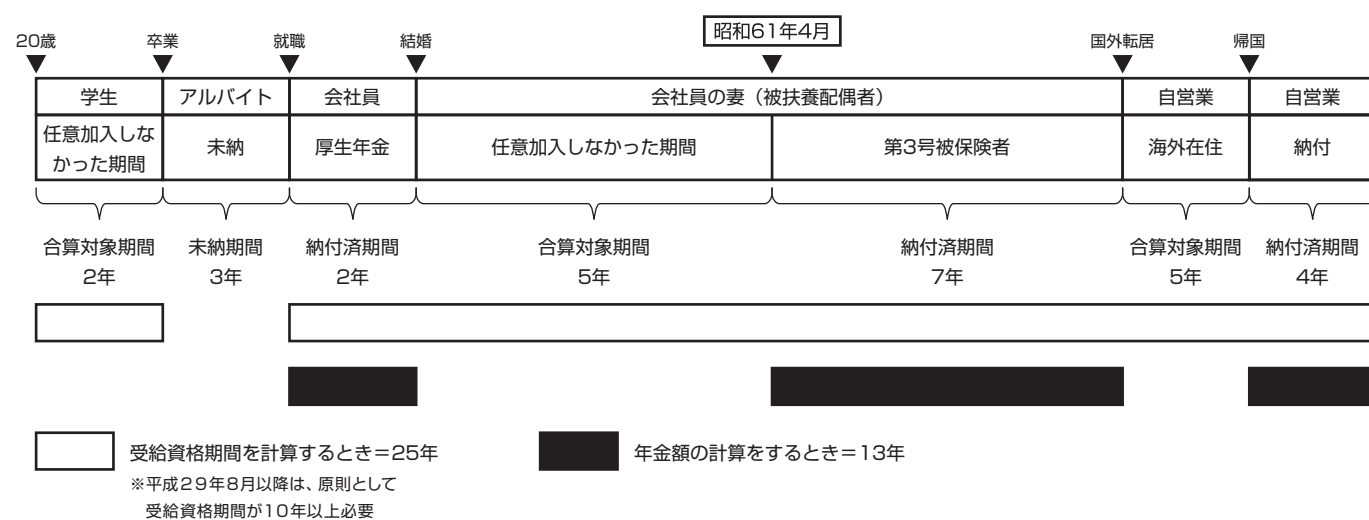 昭和61年4月
20歳 卒業 就職 結婚 国外転居 帰国
学生 アルバイト 会社員 会社員の妻（被扶養配偶者） 自営業 自営業
任意加入しな
かった期間 未納 厚生年金 任意加入しなかった期間 第3号被保険者 海外在住 納付
合算対象期間 未納期間 納付済期間 合算対象期間 納付済期間 合算対象期間 納付済期間
2年 3年 2年 5年 7年 5年 4年
受給資格期間を計算するとき＝25年 年金額の計算をするとき＝13年
※平成29年8月以降は、原則として
受給資格期間が10年以上必要